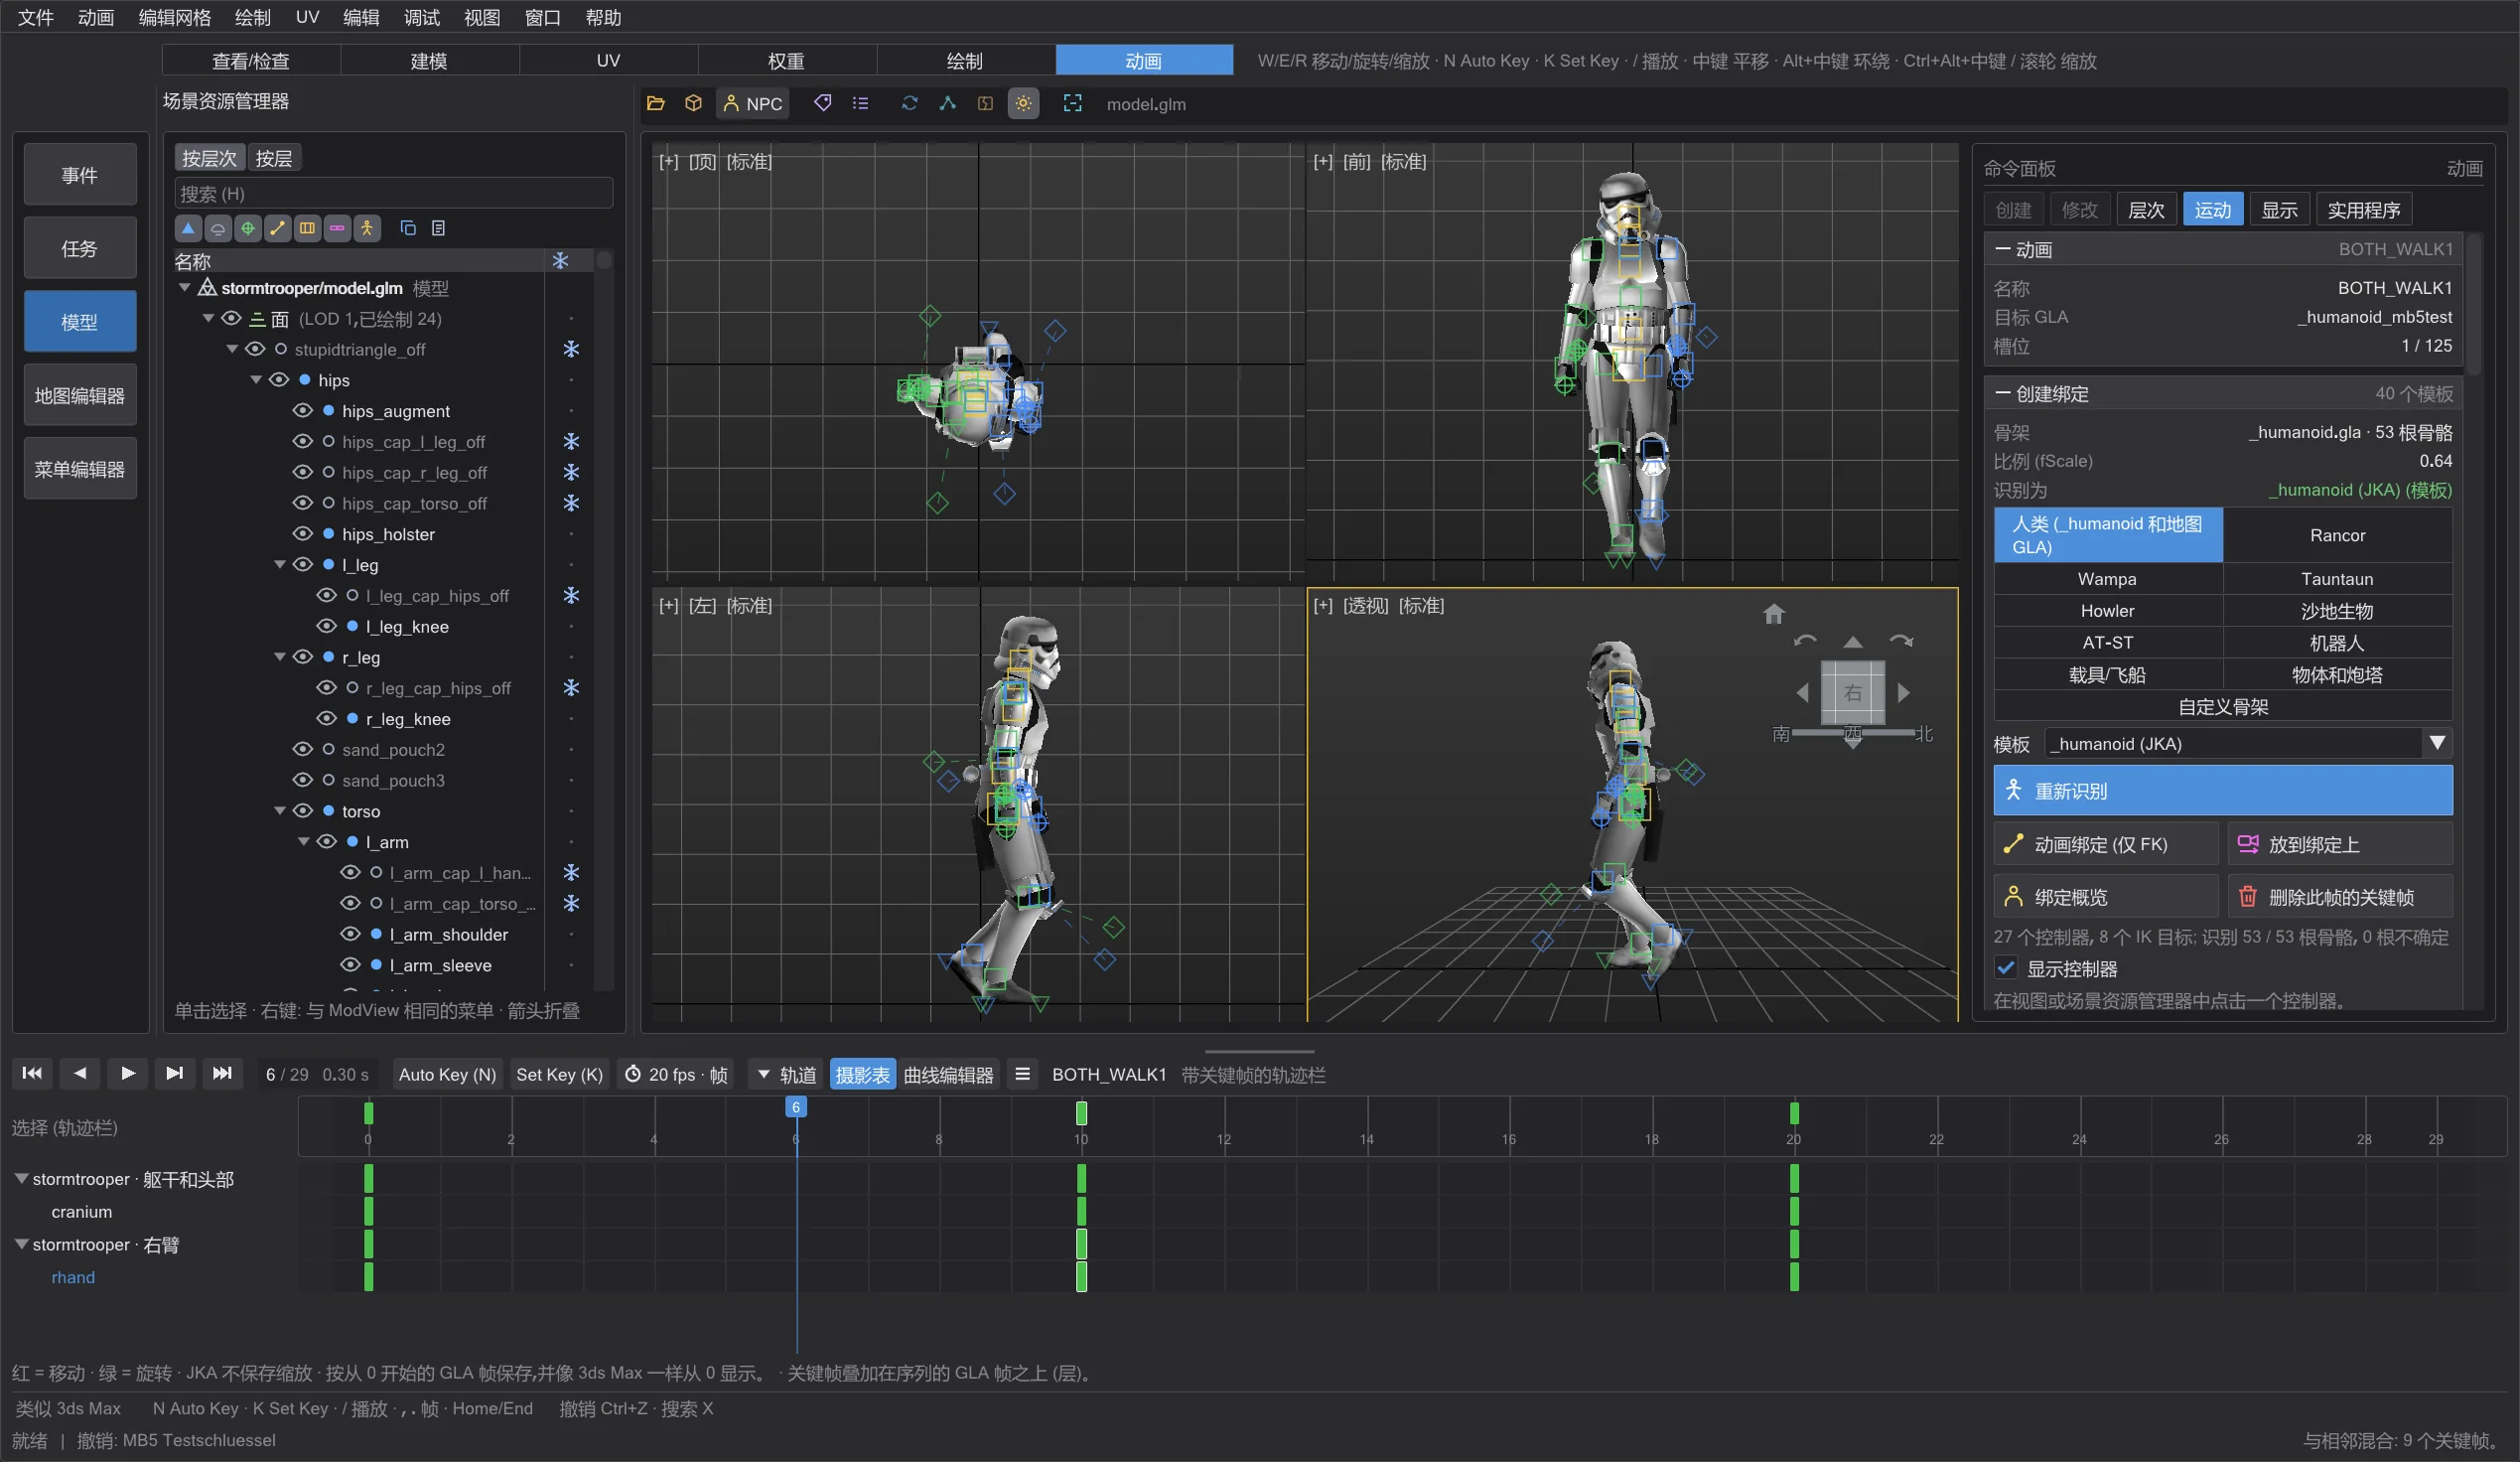 文件 动画 编辑网格 绘制 UV 编辑 调试 视图 窗口 帮助
查看/检查 建模 UV 权重 绘制 动画 W/E/R 移动/旋转/缩放 · N Auto Key · K Set Key · / 播放 · 中键 平移 · Alt+中键 环绕 · Ctrl+Alt+中键 / 滚轮 缩放
场景资源管理器
NPC model.glm
事件
任务
模型
地图编辑器
菜单编辑器
按层次 按层
搜索 (H)
名称
stormtrooper/model.glm 模型
面 (LOD 1,已绘制 24)
stupidtriangle_off
hips
hips_augment
hips_cap_l_leg_off
hips_cap_r_leg_off
hips_cap_torso_off
hips_holster
l_leg
l_leg_cap_hips_off
l_leg_knee
r_leg
r_leg_cap_hips_off
r_leg_knee
sand_pouch2
sand_pouch3
torso
l_arm
l_arm_cap_l_han...
l_arm_cap_torso_...
l_arm_shoulder
l_arm_sleeve
单击选择 · 右键: 与 ModView 相同的菜单 · 箭头折叠
[+] [顶] [标准]
[+] [前] [标准]
[+] [左] [标准]
[+] [透视] [标准]
右
南 西 北
命令面板 动画
创建 修改 层次 运动 显示 实用程序
动画 BOTH_WALK1
名称 BOTH_WALK1
目标 GLA _humanoid_mb5test
槽位 1 / 125
创建绑定 40 个模板
骨架 _humanoid.gla · 53 根骨骼
比例 (fScale) 0.64
识别为 _humanoid (JKA) (模板)
人类 (_humanoid 和地图
GLA) Rancor
Wampa Tauntaun
Howler 沙地生物
AT-ST 机器人
载具/飞船 物体和炮塔
自定义骨架
模板 _humanoid (JKA)
重新识别
动画绑定 (仅 FK) 放到绑定上
绑定概览 删除此帧的关键帧
27 个控制器, 8 个 IK 目标; 识别 53 / 53 根骨骼, 0 根不确定
显示控制器
在视图或场景资源管理器中点击一个控制器。
6 / 29 0.30 s Auto Key (N) Set Key (K) 20 fps · 帧 轨道 摄影表 曲线编辑器 BOTH_WALK1 带关键帧的轨迹栏
6
选择 (轨迹栏)
0 2 4 6 8 10 12 14 16 18 20 22 24 26 28 29
stormtrooper · 躯干和头部
cranium
stormtrooper · 右臂
rhand
红 = 移动 · 绿 = 旋转 · JKA 不保存缩放 · 按从 0 开始的 GLA 帧保存,并像 3ds Max 一样从 0 显示。 · 关键帧叠加在序列的 GLA 帧之上 (层)。
类似 3ds Max N Auto Key · K Set Key · / 播放 · , . 帧 · Home/End 撤销 Ctrl+Z · 搜索 X
就绪 | 撤销: MB5 Testschluessel 与相邻混合: 9 个关键帧。